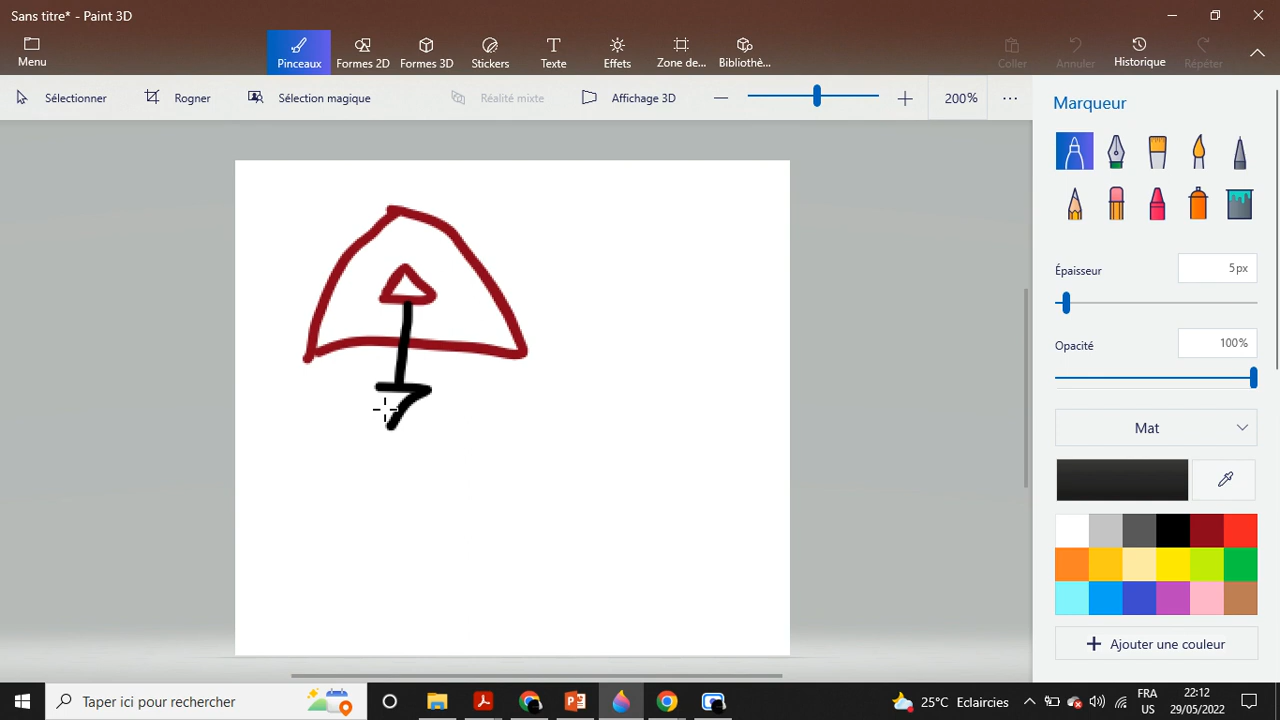 Sans titre* - Paint 3D
Menu
Pinceaux
Formes 2D
Formes 3D
Stickers
Texte
Effets
Zone de...
Bibliothè...
Coller
Annuler
Historique
Répéter
Sélectionner
Rogner
Sélection magique
Réalité mixte
Affichage 3D
200%
Marqueur
Épaisseur
5px
Opacité
100%
Mat
Ajouter une couleur
Taper ici pour rechercher
25°C Eclaircies
FRA
US
22:12
29/05/2022